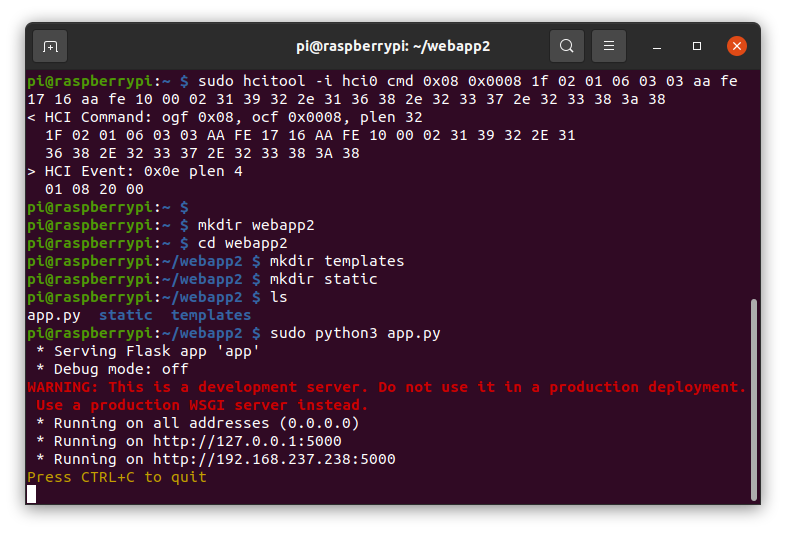 pi@raspberrypi: ~/webapp2
pi@raspberrypi:~ $ sudo hcitool -i hci0 cmd 0x08 0x0008 1f 02 01 06 03 03 aa fe
17 16 aa fe 10 00 02 31 39 32 2e 31 36 38 2e 32 33 37 2e 32 33 38 3a 38
< HCI Command: ogf 0x08, ocf 0x0008, plen 32
  1F 02 01 06 03 03 AA FE 17 16 AA FE 10 00 02 31 39 32 2E 31
  36 38 2E 32 33 37 2E 32 33 38 3A 38
> HCI Event: 0x0e plen 4
  01 08 20 00
pi@raspberrypi:~ $
pi@raspberrypi:~ $ mkdir webapp2
pi@raspberrypi:~ $ cd webapp2
pi@raspberrypi:~/webapp2 $ mkdir templates
pi@raspberrypi:~/webapp2 $ mkdir static
pi@raspberrypi:~/webapp2 $ ls
app.py  static  templates
pi@raspberrypi:~/webapp2 $ sudo python3 app.py
 * Serving Flask app 'app'
 * Debug mode: off
WARNING: This is a development server. Do not use it in a production deployment.
 Use a production WSGI server instead.
 * Running on all addresses (0.0.0.0)
 * Running on http://127.0.0.1:5000
 * Running on http://192.168.237.238:5000
Press CTRL+C to quit